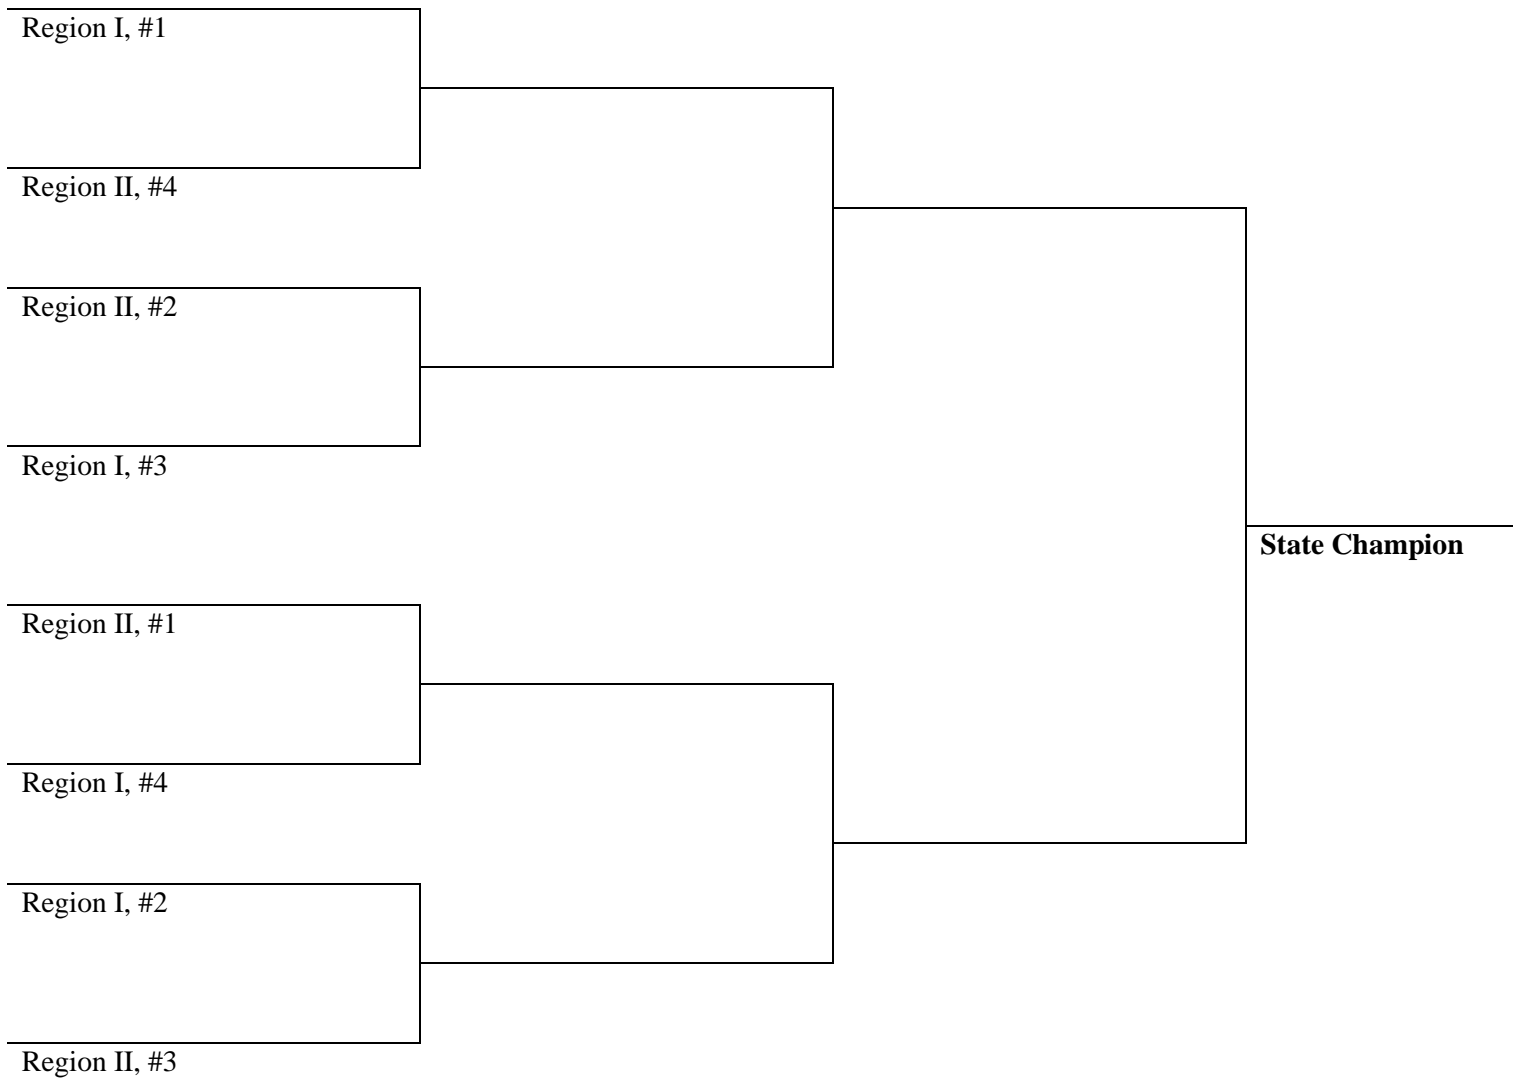 Region I, #1
Region II, #4
Region II, #2
Region I, #3
State Champion
Region II, #1
Region I, #4
Region I, #2
Region II, #3